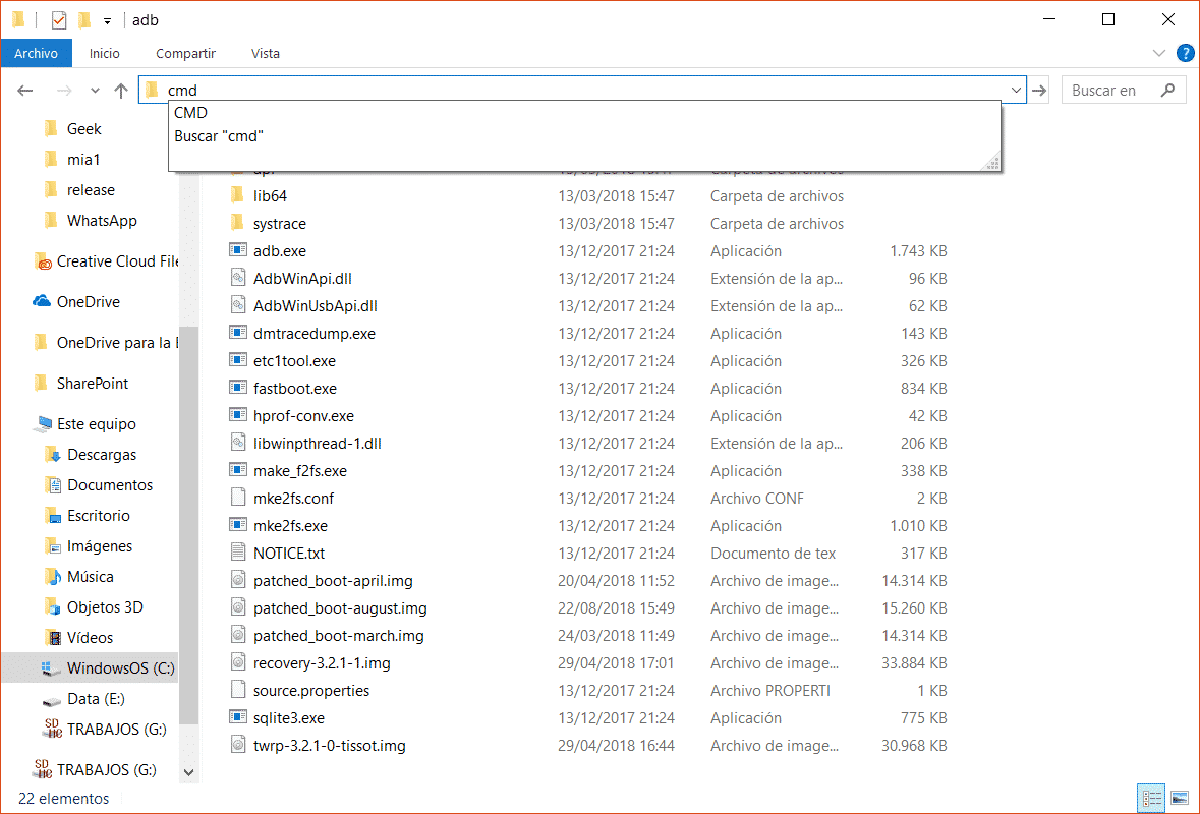 adb
Archivo Inicio Compartir Vista
cmd Buscar en
CMD
Buscar "cmd"
Geek
mia1
release
WhatsApp
Creative Cloud File
OneDrive
OneDrive para la
SharePoint
Este equipo
Descargas
Documentos
Escritorio
Imágenes
Música
Objetos 3D
Vídeos
WindowsOS (C:)
Data (E:)
TRABAJOS (G:)
TRABAJOS (G:)
lib64 13/03/2018 15:47 Carpeta de archivos
systrace 13/03/2018 15:47 Carpeta de archivos
adb.exe 13/12/2017 21:24 Aplicación 1.743 KB
AdbWinApi.dll 13/12/2017 21:24 Extensión de la ap... 96 KB
AdbWinUsbApi.dll 13/12/2017 21:24 Extensión de la ap... 62 KB
dmtracedump.exe 13/12/2017 21:24 Aplicación 143 KB
etc1tool.exe 13/12/2017 21:24 Aplicación 326 KB
fastboot.exe 13/12/2017 21:24 Aplicación 834 KB
hprof-conv.exe 13/12/2017 21:24 Aplicación 42 KB
libwinpthread-1.dll 13/12/2017 21:24 Extensión de la ap... 206 KB
make_f2fs.exe 13/12/2017 21:24 Aplicación 338 KB
mke2fs.conf 13/12/2017 21:24 Archivo CONF 2 KB
mke2fs.exe 13/12/2017 21:24 Aplicación 1.010 KB
NOTICE.txt 13/12/2017 21:24 Documento de tex 317 KB
patched_boot-april.img 20/04/2018 11:52 Archivo de image... 14.314 KB
patched_boot-august.img 22/08/2018 15:49 Archivo de image... 15.260 KB
patched_boot-march.img 24/03/2018 11:49 Archivo de image... 14.314 KB
recovery-3.2.1-1.img 29/04/2018 17:01 Archivo de image... 33.884 KB
source.properties 13/12/2017 21:24 Archivo PROPERTI 1 KB
sqlite3.exe 13/12/2017 21:24 Aplicación 775 KB
twrp-3.2.1-0-tissot.img 29/04/2018 16:44 Archivo de image... 30.968 KB
22 elementos